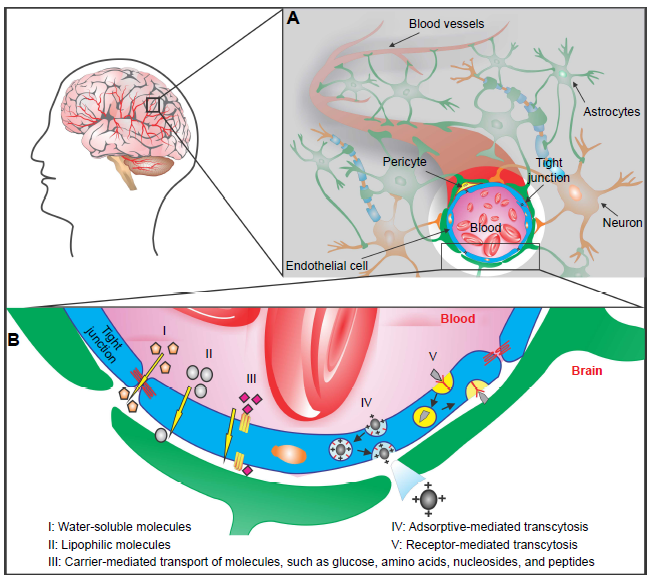 A
Blood vessels
Astrocytes
Pericyte
Tight
junction
Blood
Neuron
Endothelial cell
B
Tight
junction
I
II
III
IV
V
Blood
Brain
I: Water-soluble molecules
II: Lipophilic molecules
III: Carrier-mediated transport of molecules, such as glucose, amino acids, nucleosides, and peptides
IV: Adsorptive-mediated transcytosis
V: Receptor-mediated transcytosis